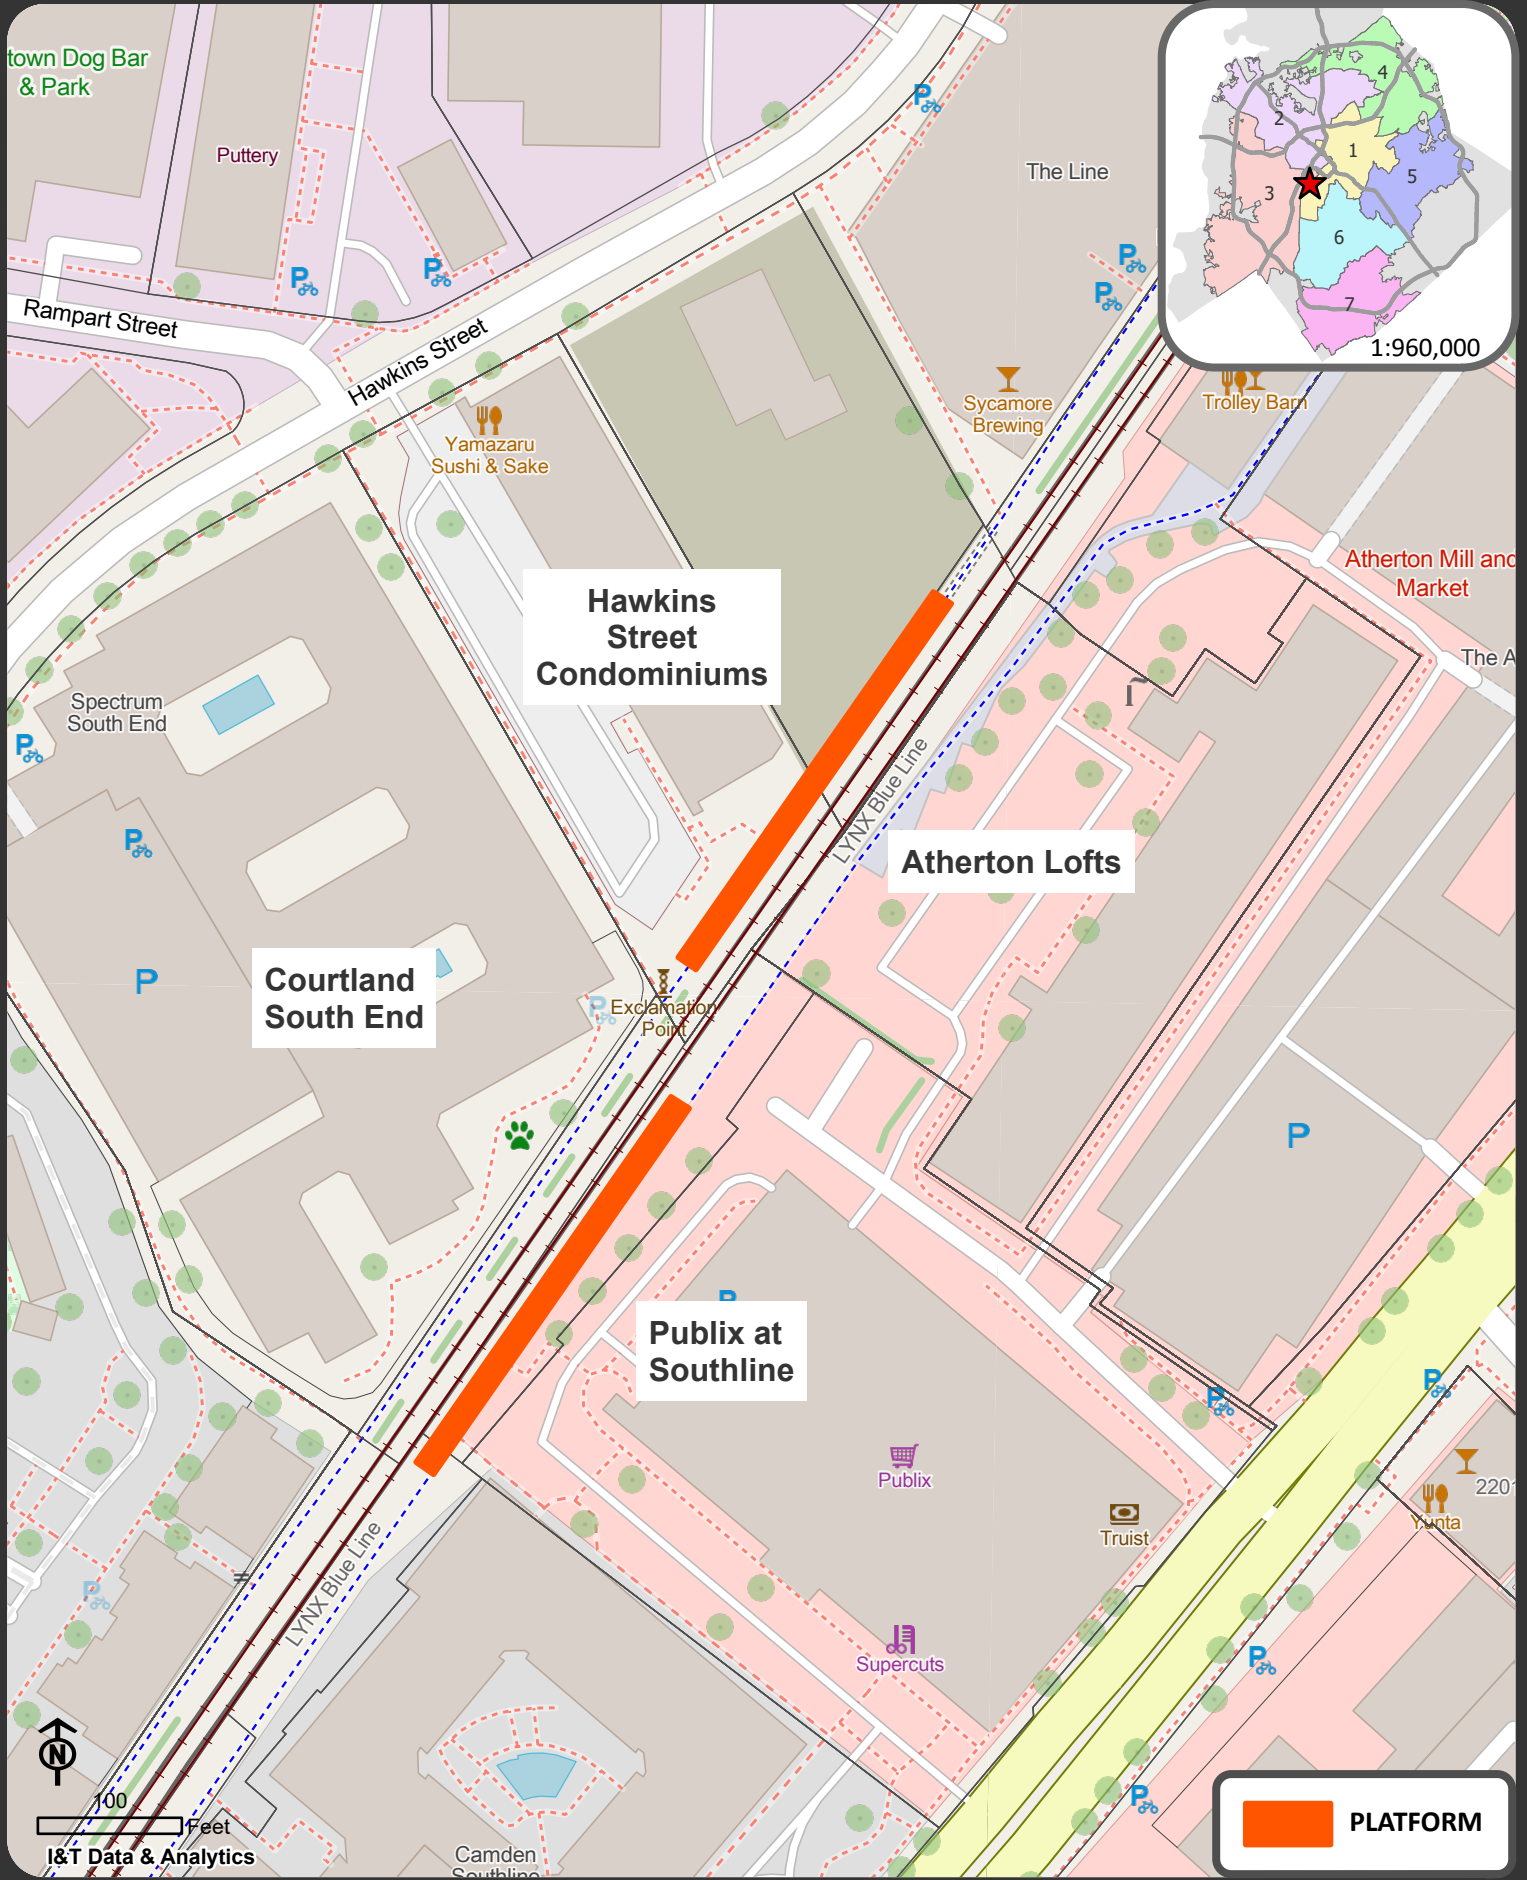 town Dog Bar
& Park
Puttery
The Line
4
2
1
5
3
6
7
1:960,000
Rampart Street
Hawkins Street
Sycamore
Brewing
Trolley Barn
Yamazaru
Sushi & Sake
Atherton Mill and
Market
Hawkins
Street
Condominiums
The A
Spectrum
South End
LYNX Blue Line
Atherton Lofts
P
Courtland
South End
Exclamation
Point
P
Publix at
Southline
Publix
2201
Yunta
Truist
LYNX Blue Line
Supercuts
N
100
Feet
I&T Data & Analytics
Camden
Southline
PLATFORM